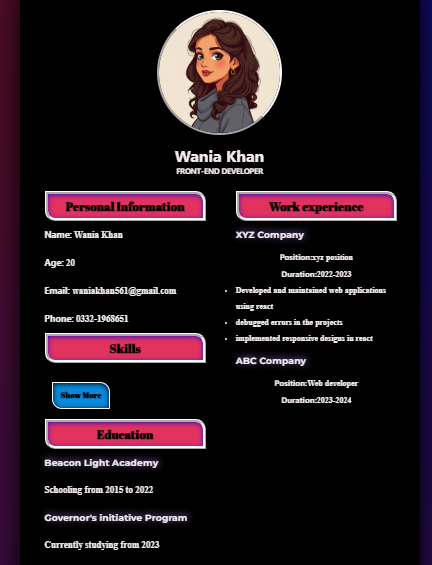 Wania Khan
FRONT-END DEVELOPER
Personal Information
Name: Wania Khan
Age: 20
Email: waniakhan561@gmail.com
Phone: 0332-1968651
Skills
Show More
Education
Beacon Light Academy
Schooling from 2015 to 2022
Governor's initiative Program
Currently studying from 2023
Work experience
XYZ Company
Position:xyz position
Duration:2022-2023
• Developed and maintained web applications
using react
• debugged errors in the projects
• implemented responsive designs in react
ABC Company
Position:Web developer
Duration:2023-2024